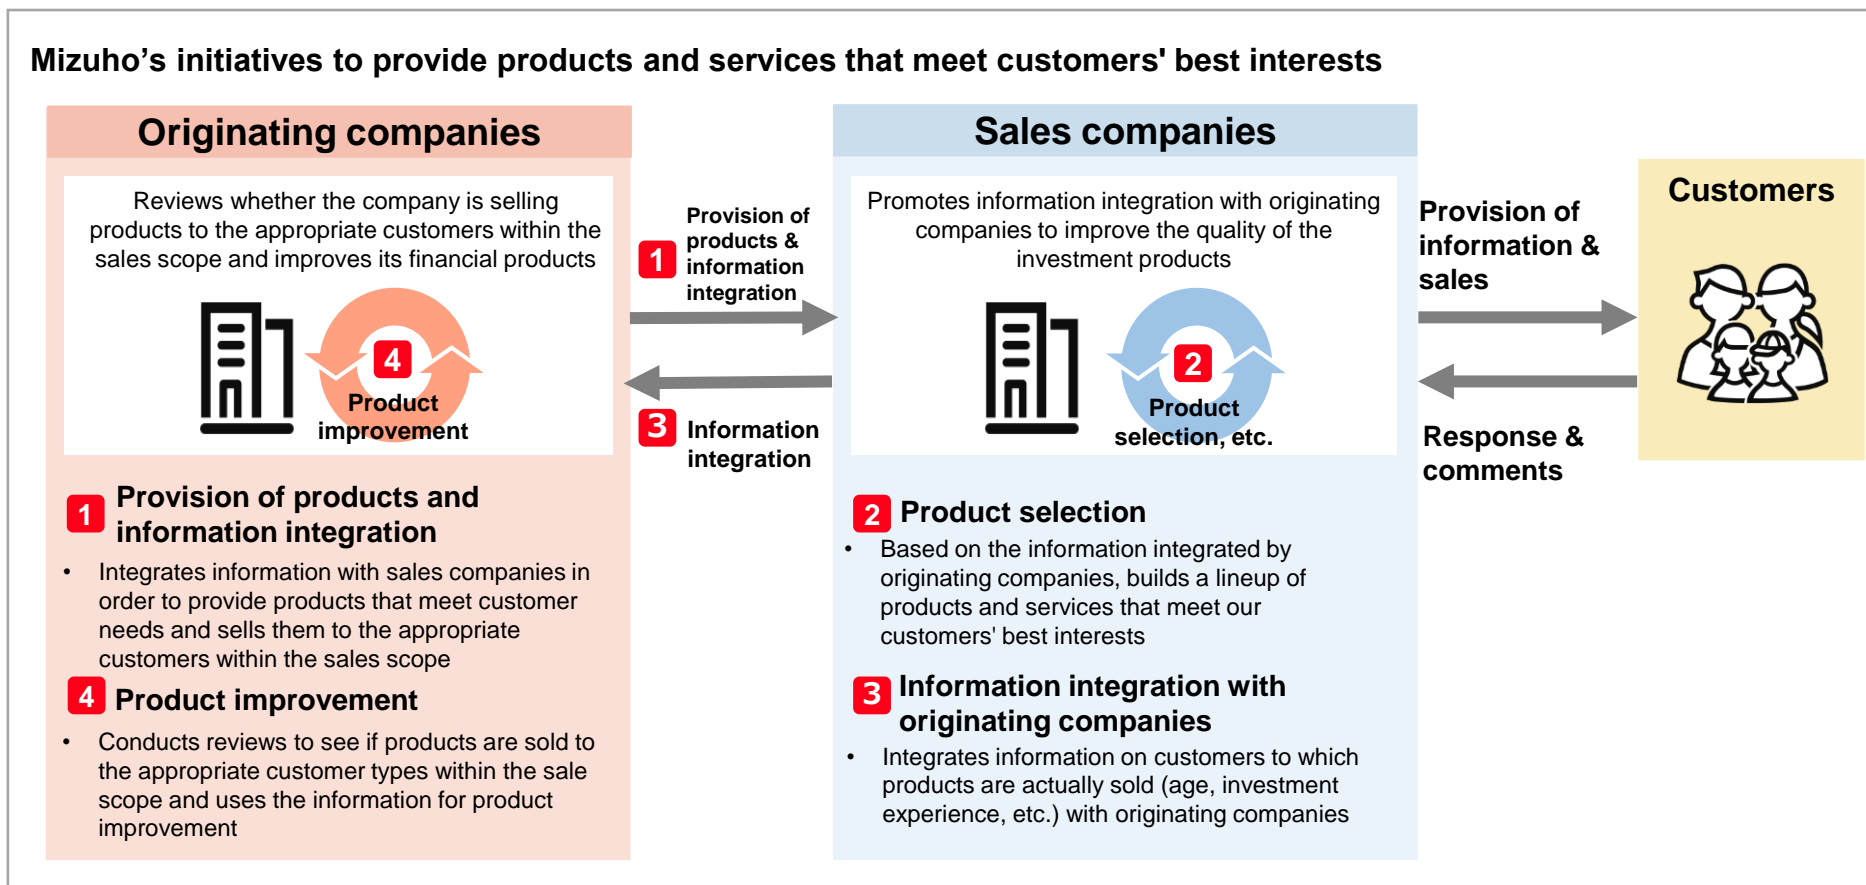 Mizuho’s initiatives to provide products and services that meet customers' best interests
Originating companies
Reviews whether the company is selling
products to the appropriate customers within the
sales scope and improves its financial products
4
Product
improvement
1
Provision of products and
information integration
• Integrates information with sales companies in
order to provide products that meet customer
needs and sells them to the appropriate
customers within the sales scope
4
Product improvement
• Conducts reviews to see if products are sold to
the appropriate customer types within the sale
scope and uses the information for product
improvement
1
Provision of
products &
information
integration
3
Information
integration
Sales companies
Promotes information integration with originating
companies to improve the quality of the
investment products
2
Product
selection, etc.
2
Product selection
• Based on the information integrated by
originating companies, builds a lineup of
products and services that meet our
customers' best interests
3
Information integration with
originating companies
• Integrates information on customers to which
products are actually sold (age, investment
experience, etc.) with originating companies
Provision of
information &
sales
Response &
comments
Customers